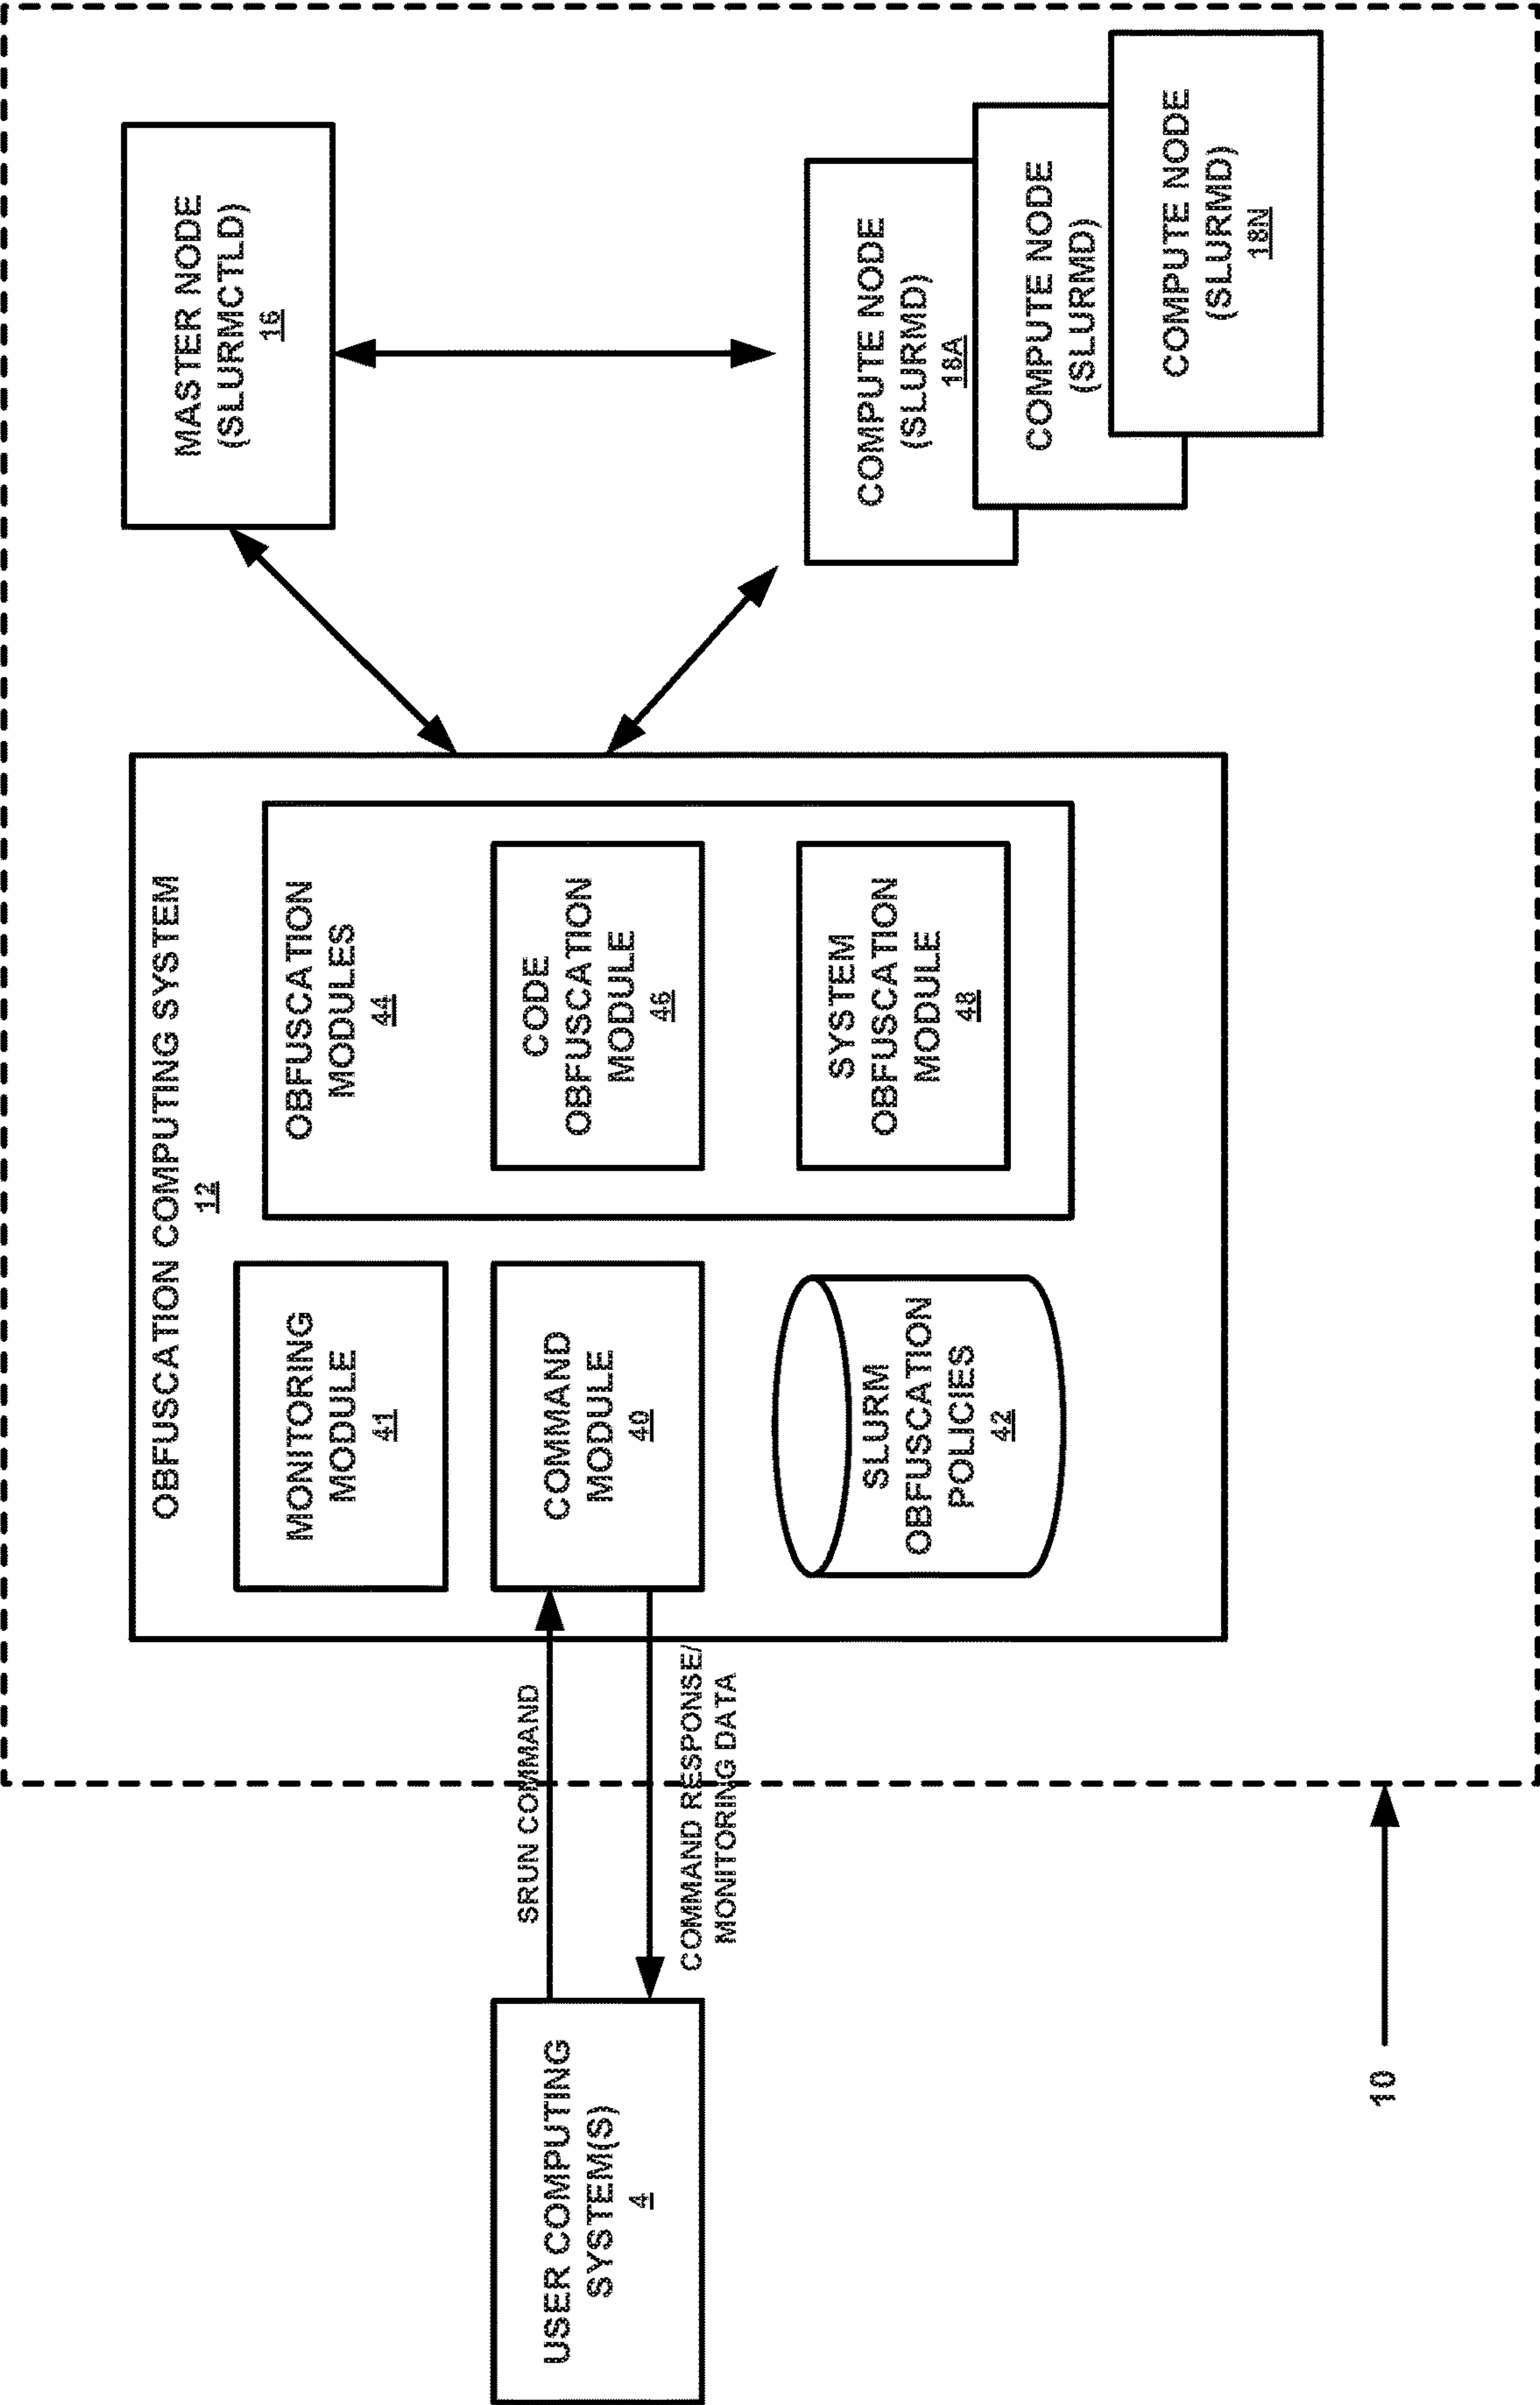 USER COMPUTING
SYSTEM(S)
4
SRUN COMMAND
COMMAND RESPONSE/
MONITORING DATA
10
OBFUSCATION COMPUTING SYSTEM
12
MONITORING
MODULE
41
COMMAND
MODULE
40
SLURM
OBFUSCATION
POLICIES
42
OBFUSCATION
MODULES
44
CODE
OBFUSCATION
MODULE
46
SYSTEM
OBFUSCATION
MODULE
48
MASTER NODE
(SLURMCTLD)
16
COMPUTE NODE
(SLURMD)
18A
COMPUTE NODE
(SLURMD)
COMPUTE NODE
(SLURMD)
18N